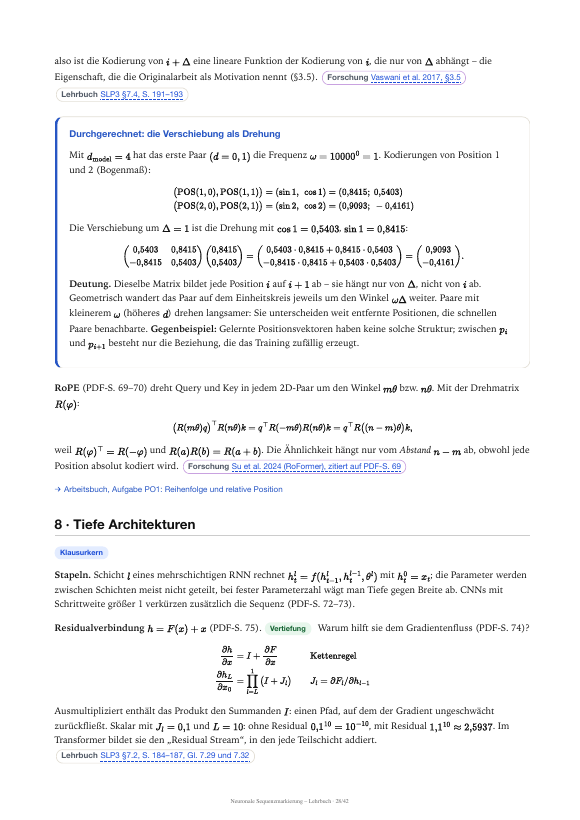 also ist die Kodierung von i + Δ eine lineare Funktion der Kodierung von i, die nur von Δ abhängt – die
Eigenschaft, die die Originalarbeit als Motivation nennt (§3.5). Forschung Vaswani et al. 2017, §3.5
Lehrbuch SLP3 §7.4, S. 191–193
Durchgerechnet: die Verschiebung als Drehung
Mit d_model = 4 hat das erste Paar (d = 0, 1) die Frequenz ω = 10000⁰ = 1. Kodierungen von Position 1
und 2 (Bogenmaß):
(POS(1, 0), POS(1, 1)) = (sin 1, cos 1) = (0,8415; 0,5403)
(POS(2, 0), POS(2, 1)) = (sin 2, cos 2) = (0,9093; −0,4161)
Die Verschiebung um Δ = 1 ist die Drehung mit cos 1 = 0,5403, sin 1 = 0,8415:
(0,5403 0,8415) (0,8415) = (0,5403 · 0,8415 + 0,8415 · 0,5403) = (0,9093)
(−0,8415 0,5403) (0,5403) = (−0,8415 · 0,8415 + 0,5403 · 0,5403) = (−0,4161).
Deutung. Dieselbe Matrix bildet jede Position i auf i + 1 ab – sie hängt nur von Δ, nicht von i ab.
Geometrisch wandert das Paar auf dem Einheitskreis jeweils um den Winkel ωΔ weiter. Paare mit
kleinerem ω (höheres d) drehen langsamer: Sie unterscheiden weit entfernte Positionen, die schnellen
Paare benachbarte. Gegenbeispiel: Gelernte Positionsvektoren haben keine solche Struktur; zwischen p_i
und p_{i+1} besteht nur die Beziehung, die das Training zufällig erzeugt.
RoPE (PDF-S. 69–70) dreht Query und Key in jedem 2D-Paar um den Winkel mθ bzw. nθ. Mit der Drehmatrix
R(φ):
(R(mθ)q)^⊤ R(nθ)k = q^⊤R(−mθ)R(nθ)k = q^⊤R((n − m)θ)k,
weil R(φ)^⊤ = R(−φ) und R(a)R(b) = R(a + b). Die Ähnlichkeit hängt nur vom Abstand n − m ab, obwohl jede
Position absolut kodiert wird. Forschung Su et al. 2024 (RoFormer), zitiert auf PDF-S. 69
→ Arbeitsbuch, Aufgabe PO1: Reihenfolge und relative Position
8 · Tiefe Architekturen
Klausurkern
Stapeln. Schicht l eines mehrschichtigen RNN rechnet h_t^l = f(h_{t−1}^l, h_t^{l−1}, θ^l) mit h_t^0 = x_t; die Parameter werden
zwischen Schichten meist nicht geteilt, bei fester Parameterzahl wägt man Tiefe gegen Breite ab. CNNs mit
Schrittweite größer 1 verkürzen zusätzlich die Sequenz (PDF-S. 72–73).
Residualverbindung h = F(x) + x (PDF-S. 75). Vertiefung Warum hilft sie dem Gradientenfluss (PDF-S. 74)?
∂h/∂x = I + ∂F/∂x Kettenregel
∂h_L/∂x_0 = ∏_{l=L}^{1} (I + J_l) J_l = ∂F_l/∂h_{l−1}
Ausmultipliziert enthält das Produkt den Summanden I: einen Pfad, auf dem der Gradient ungeschwächt
zurückfließt. Skalar mit J_l = 0,1 und L = 10: ohne Residual 0,1¹⁰ = 10⁻¹⁰, mit Residual 1,1¹⁰ ≈ 2,5937. Im
Transformer bildet sie den „Residual Stream“, in den jede Teilschicht addiert.
Lehrbuch SLP3 §7.2, S. 184–187, Gl. 7.29 und 7.32
Neuronale Sequenzmarkierung – Lehrbuch · 28/42